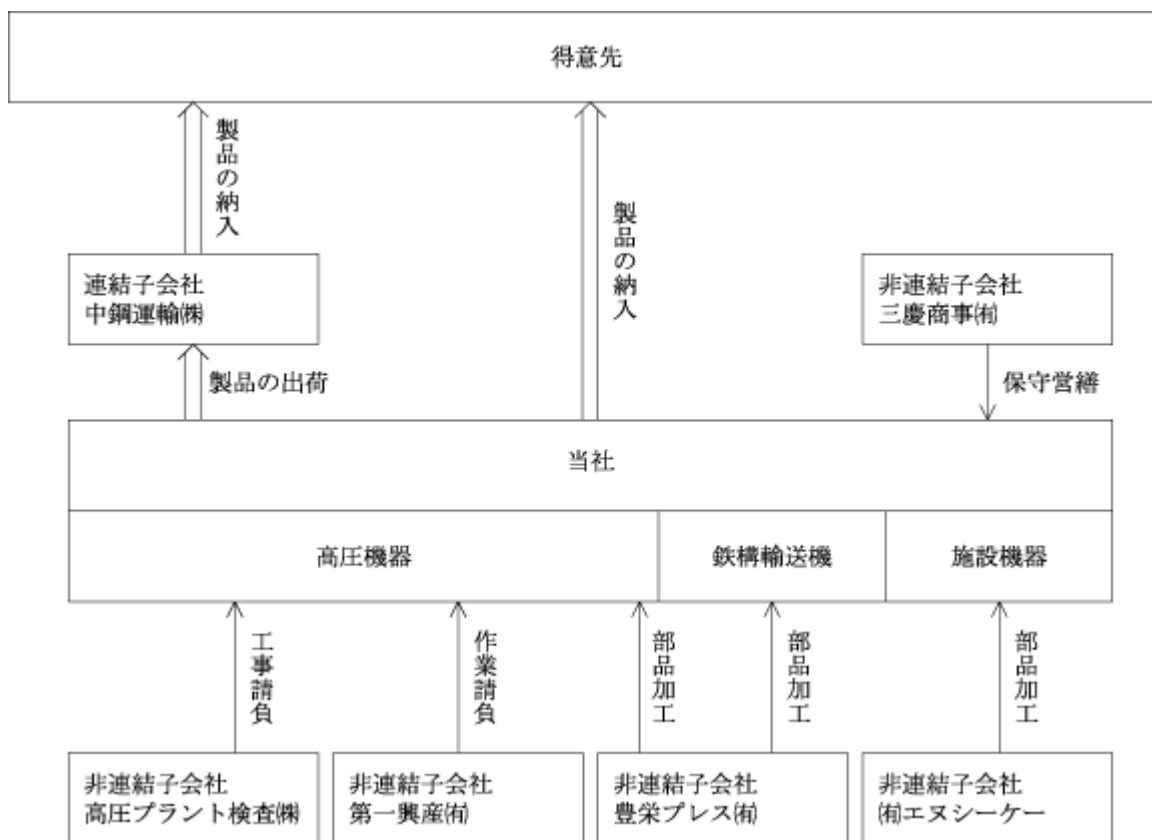 得意先
製品の納入
製品の納入
連結子会社
中鋼運輸㈱
非連結子会社
三慶商事㈲
製品の出荷
保守営繕
当社
高圧機器
鉄構輸送機
施設機器
工事請負
作業請負
部品加工
部品加工
部品加工
非連結子会社
高圧プラント検査㈱
非連結子会社
第一興産㈲
非連結子会社
豊栄プレス㈲
非連結子会社
㈲エヌシーケー